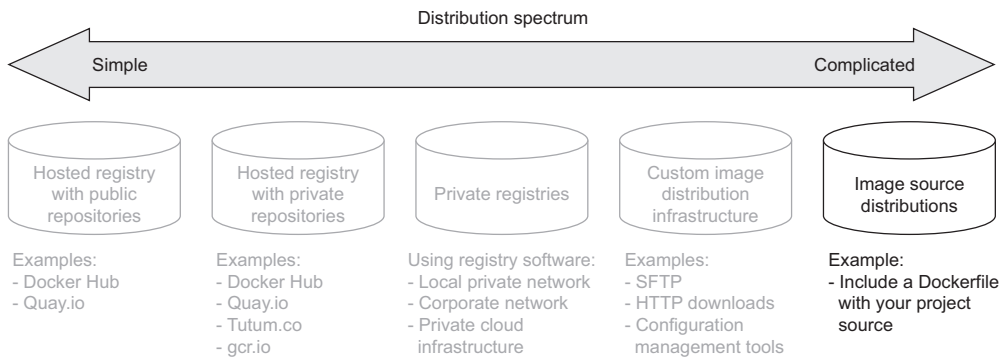 Distribution spectrum
Simple
Complicated
Hosted registry
with public
repositories
Examples:
- Docker Hub
- Quay.io
Hosted registry
with private
repositories
Examples:
- Docker Hub
- Quay.io
- Tutum.co
- gcr.io
Private registries
Using registry software:
- Local private network
- Corporate network
- Private cloud
infrastructure
Custom image
distribution
infrastructure
Examples:
- SFTP
- HTTP downloads
- Configuration
management tools
Image source
distributions
Example:
- Include a Dockerfile
with your project
source